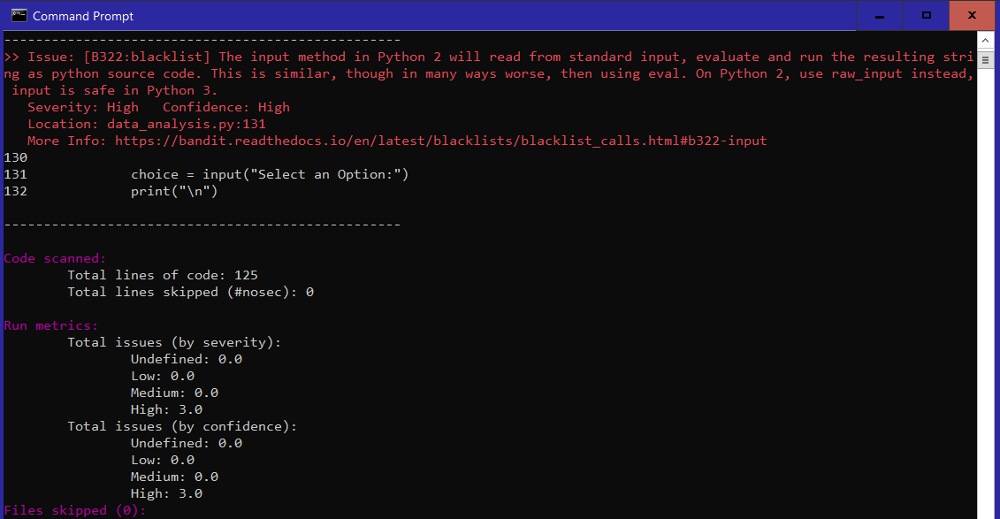 Command Prompt
--------------------------------------------------
>> Issue: [B322:blacklist] The input method in Python 2 will read from standard input, evaluate and run the resulting stri
ng as python source code. This is similar, though in many ways worse, then using eval. On Python 2, use raw_input instead,
 input is safe in Python 3.
   Severity: High   Confidence: High
   Location: data_analysis.py:131
   More Info: https://bandit.readthedocs.io/en/latest/blacklists/blacklist_calls.html#b322-input
130
131             choice = input("Select an Option:")
132             print("\n")
--------------------------------------------------
Code scanned:
        Total lines of code: 125
        Total lines skipped (#nosec): 0
Run metrics:
        Total issues (by severity):
                Undefined: 0.0
                Low: 0.0
                Medium: 0.0
                High: 3.0
        Total issues (by confidence):
                Undefined: 0.0
                Low: 0.0
                Medium: 0.0
                High: 3.0
Files skipped (0):